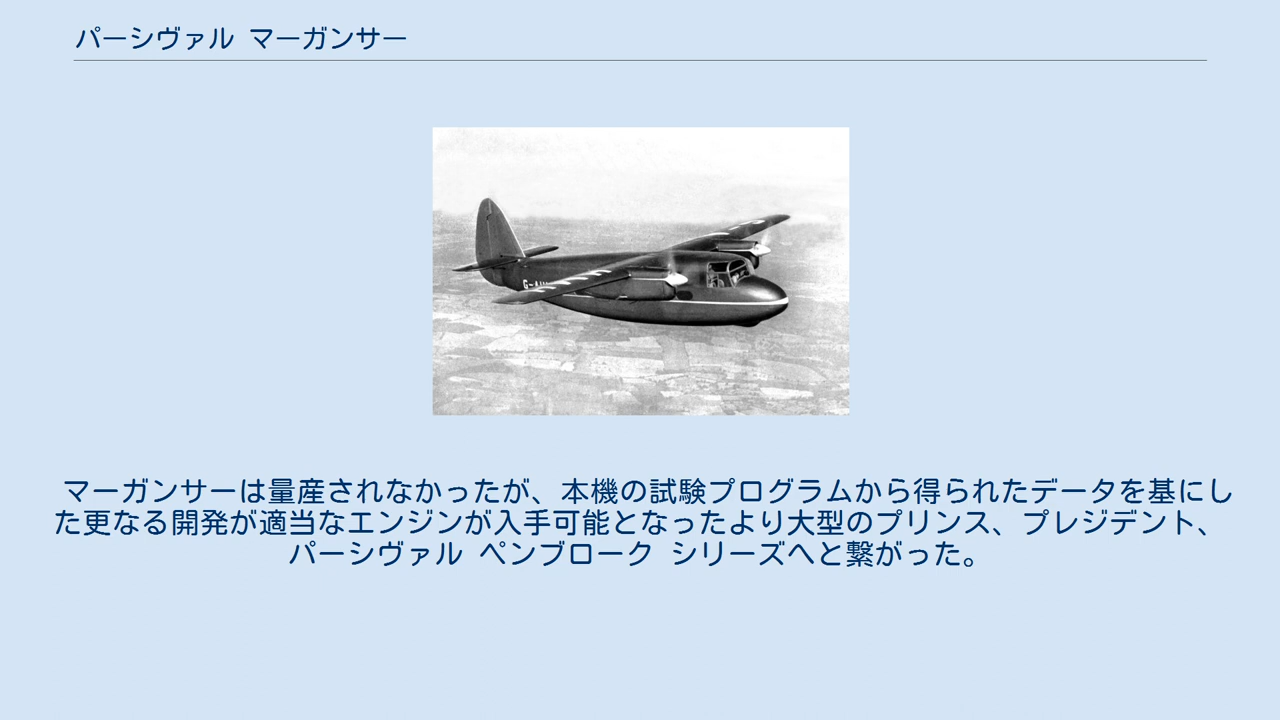 パーシヴァル マーガンサー
G-A
マーガンサーは量産されなかったが、本機の試験プログラムから得られたデータを基にし
た更なる開発が適当なエンジンが入手可能となったより大型のプリンス、プレジデント、
パーシヴァル ペンブローク シリーズへと繋がった。